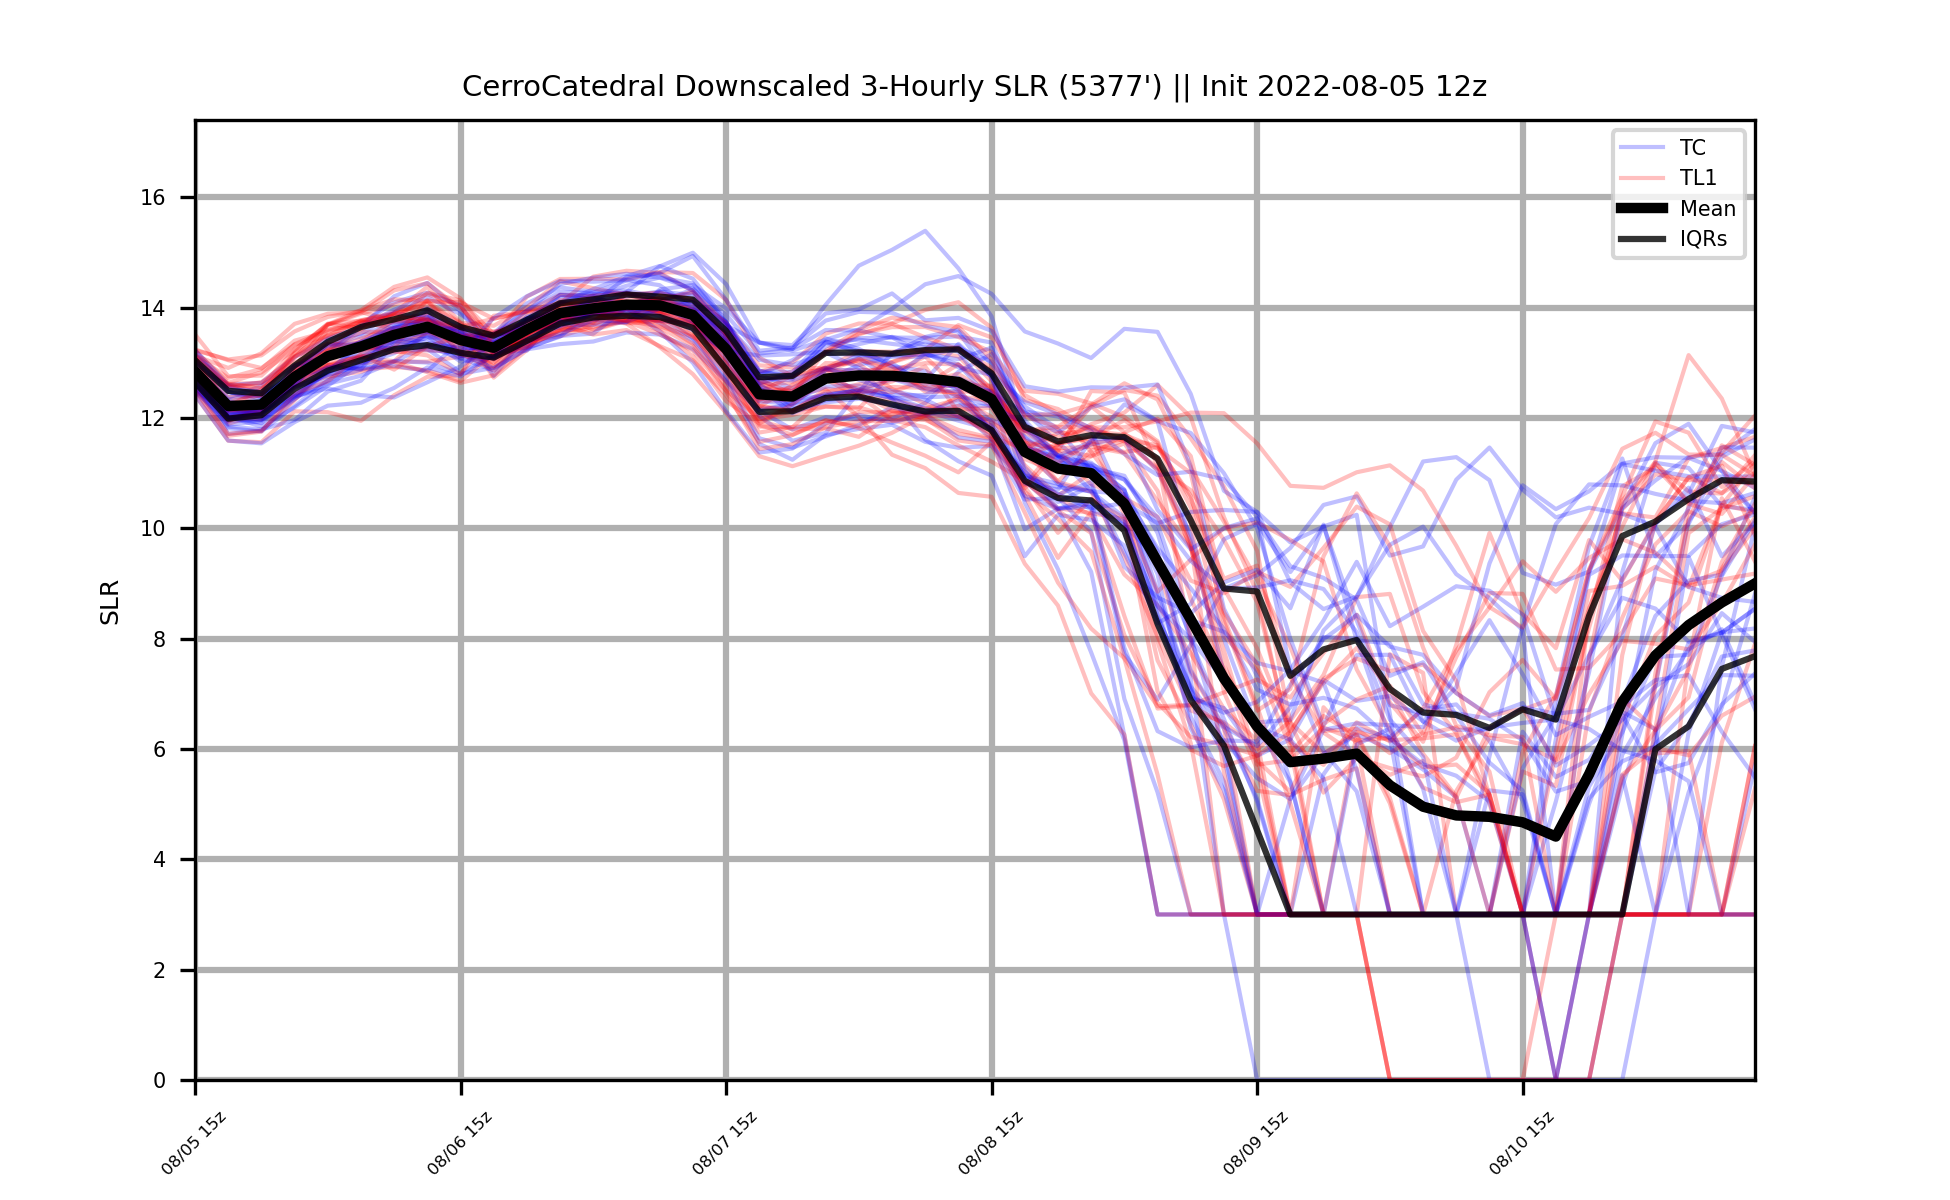 CerroCatedral Downscaled 3-Hourly SLR (5377') || Init 2022-08-05 12z
TC
TL1
Mean
IQRs
SLR
16
14
12
10
8
6
4
2
0
08/05 15z
08/06 15z
08/07 15z
08/08 15z
08/09 15z
08/10 15z